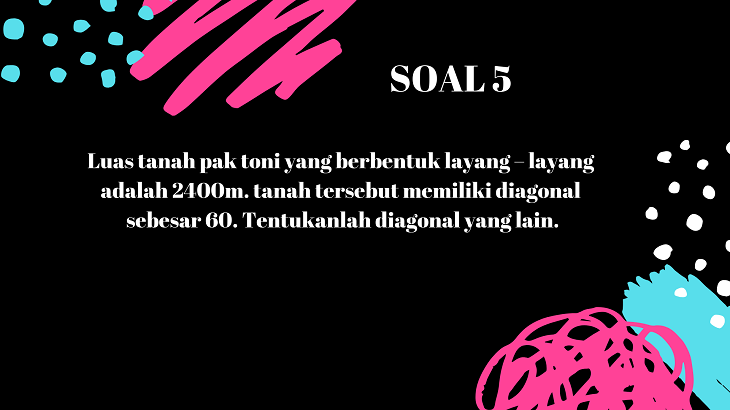 SOAL 5
Luas tanah pak toni yang berbentuk layang – layang
adalah 2400m. tanah tersebut memiliki diagonal
sebesar 60. Tentukanlah diagonal yang lain.